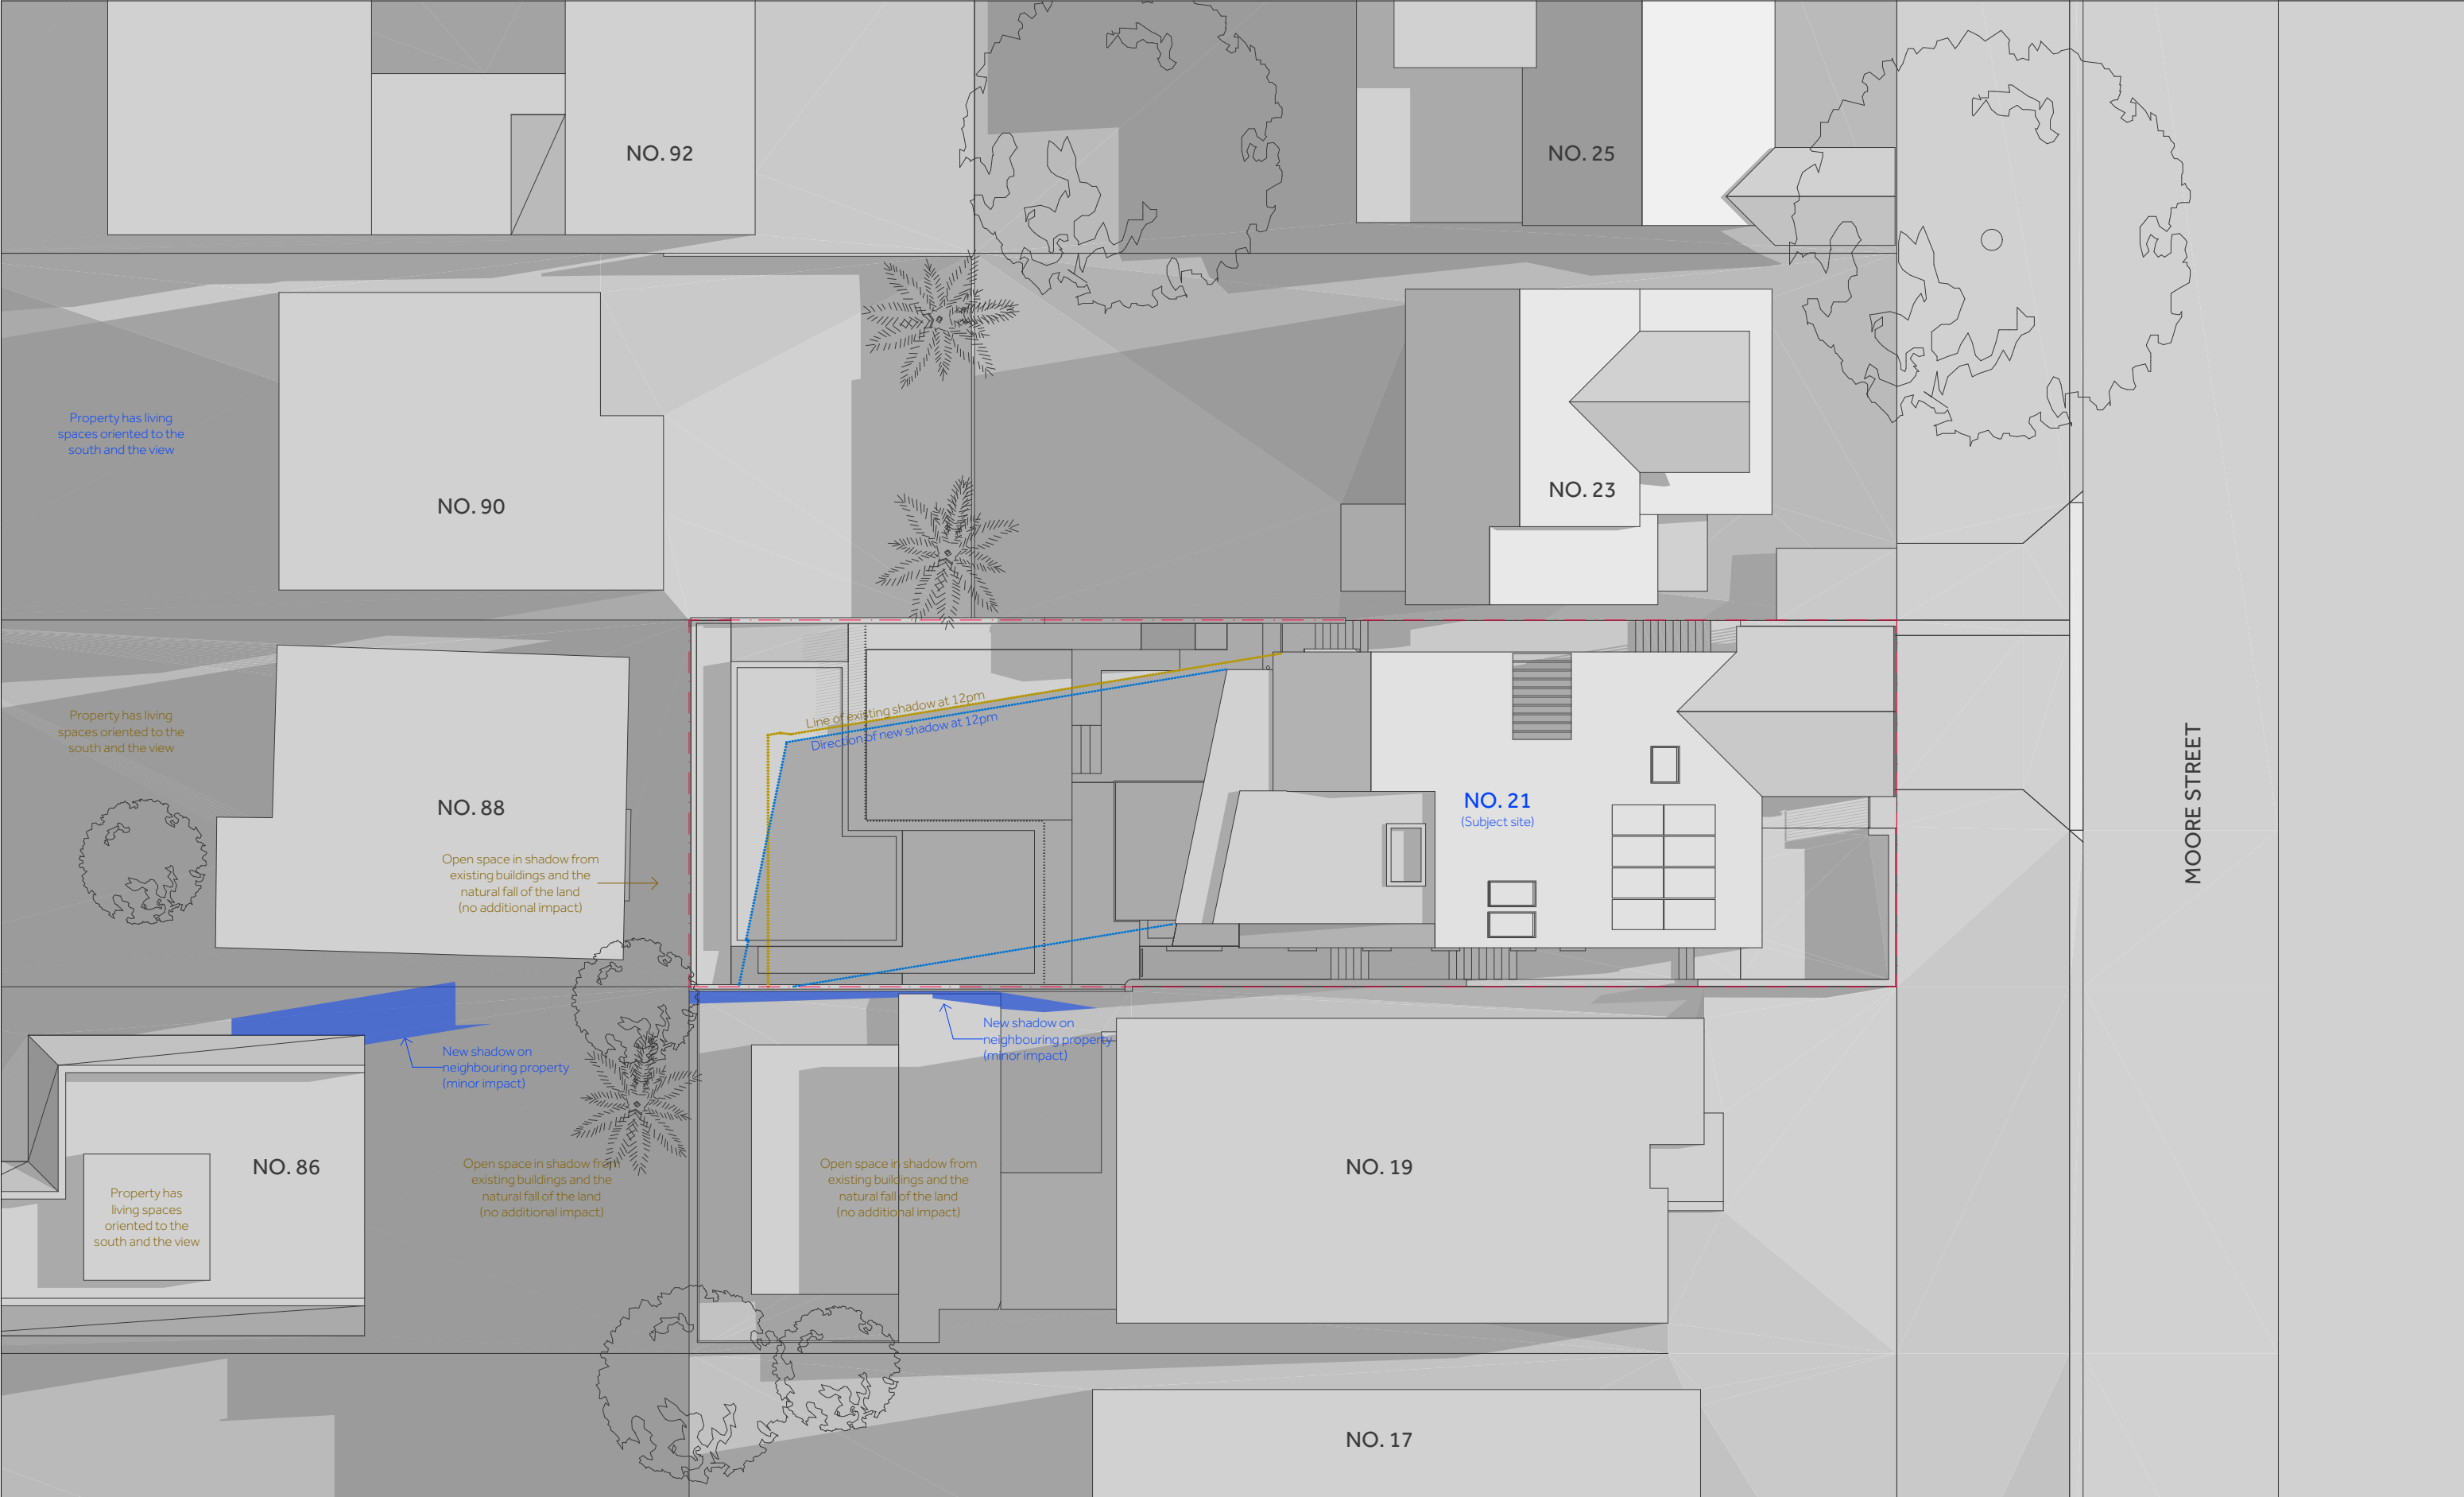 NO. 92
NO. 25
Property has living
spaces oriented to the
south and the view
NO. 90
NO. 23
Property has living
spaces oriented to the
south and the view
NO. 88
Open space in shadow from
existing buildings and the
natural fall of the land
(no additional impact)
Line of existing shadow at 12pm
Direction of new shadow at 12pm
NO. 21
(Subject site)
MOORE STREET
New shadow on
neighbouring property
(minor impact)
New shadow on
neighbouring property
(minor impact)
NO. 86
Property has
living spaces
oriented to the
south and the view
Open space in shadow from
existing buildings and the
natural fall of the land
(no additional impact)
Open space in shadow from
existing buildings and the
natural fall of the land
(no additional impact)
NO. 19
NO. 17